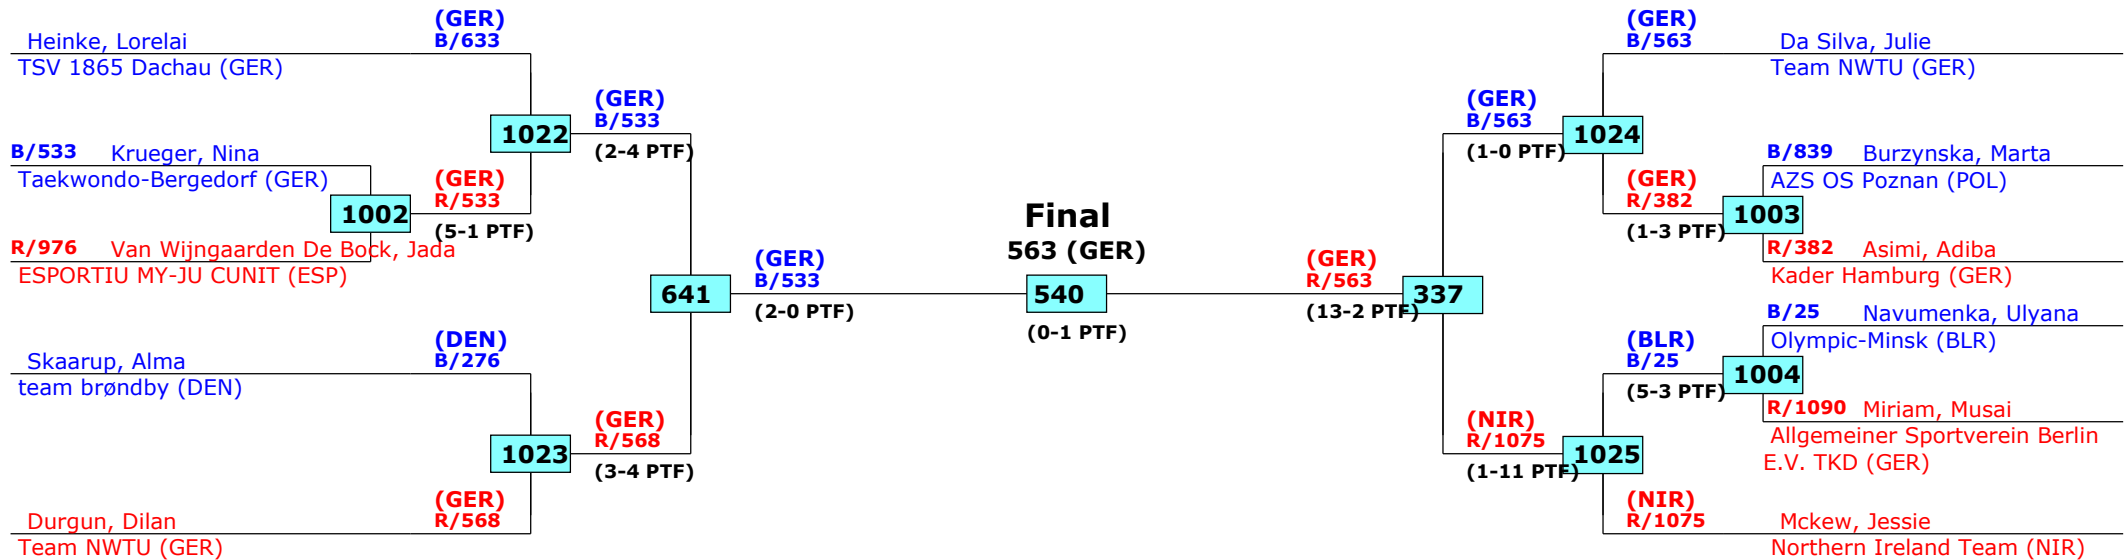 (GER)
B/633
Heinke, Lorelai
TSV 1865 Dachau (GER)
1022
(GER)
B/533
(2-4 PTF)
B/533 Krueger, Nina
Taekwondo-Bergedorf (GER)
1002
(GER)
R/533
(5-1 PTF)
R/976 Van Wijngaarden De Bock, Jada
ESPORTIU MY-JU CUNIT (ESP)
641
(GER)
B/533
(2-0 PTF)
(DEN)
B/276
Skaarup, Alma
team brøndby (DEN)
1023
(GER)
R/568
(3-4 PTF)
(GER)
R/568
Durgun, Dilan
Team NWTU (GER)
Final
563 (GER)
540
(0-1 PTF)
(GER)
R/563
(13-2 PTF)
337
(GER)
B/563
Da Silva, Julie
Team NWTU (GER)
(GER)
B/563
(1-0 PTF)
1024
B/839 Burzynska, Marta
AZS OS Poznan (POL)
(GER)
R/382
(1-3 PTF)
1003
R/382 Asimi, Adiba
Kader Hamburg (GER)
B/25 Navumenka, Ulyana
Olympic-Minsk (BLR)
(BLR)
B/25
(5-3 PTF)
1004
R/1090 Miriam, Musai
Allgemeiner Sportverein Berlin
E.V. TKD (GER)
(NIR)
R/1075
(1-11 PTF)
1025
(NIR)
R/1075
Mckew, Jessie
Northern Ireland Team (NIR)